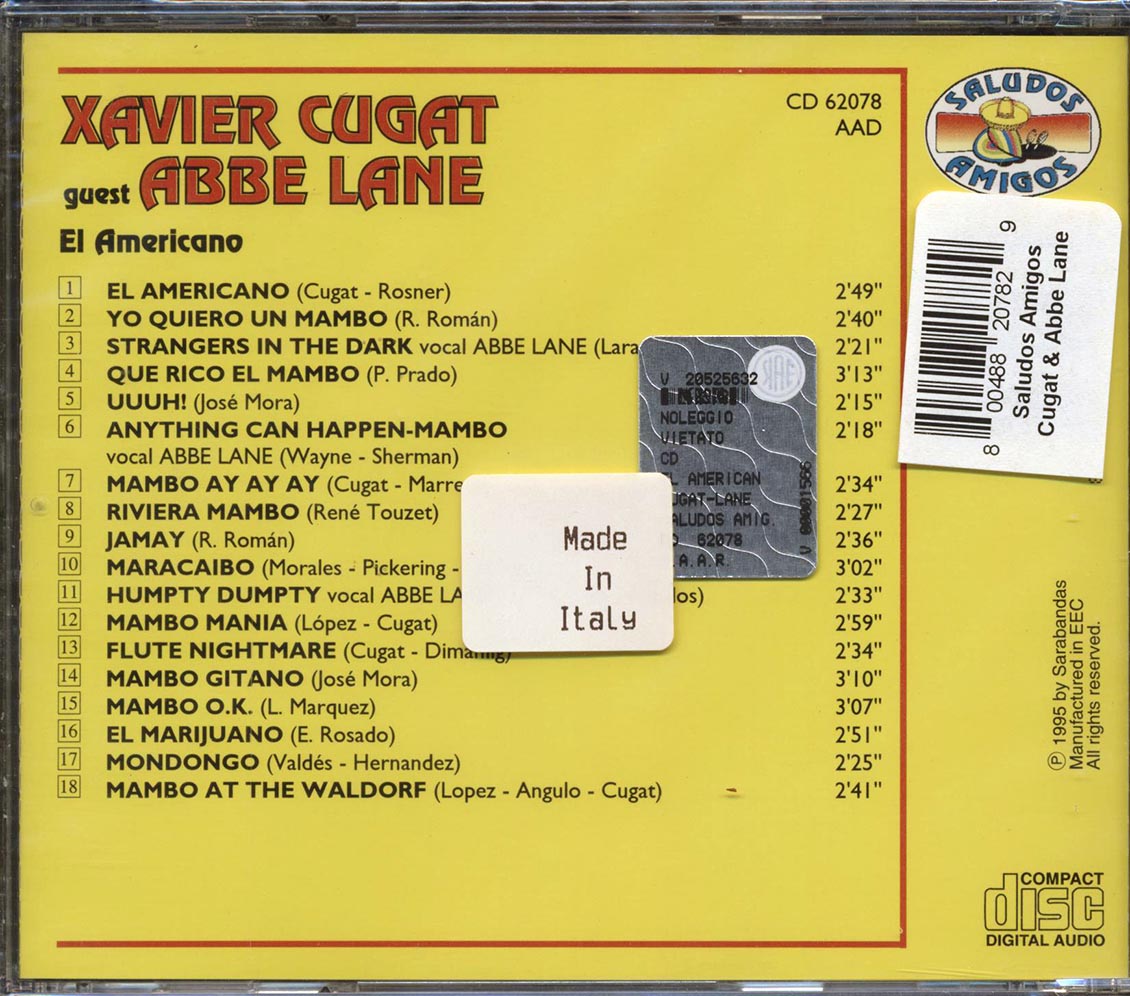 XAVIER CUGAT
guest ABBE LANE
El Americano
CD 62078
AAD
SALUDOS
AMIGOS
1 EL AMERICANO (Cugat - Rosner) 2'49"
2 YO QUIERO UN MAMBO (R. Román) 2'40"
3 STRANGERS IN THE DARK vocal ABBE LANE (Lara 2'21"
4 QUE RICO EL MAMBO (P. Prado) 3'13"
5 UUUH! (José Mora) 2'15"
6 ANYTHING CAN HAPPEN-MAMBO 2'18"
vocal ABBE LANE (Wayne - Sherman)
7 MAMBO AY AY AY (Cugat - Marre 2'34"
8 RIVIERA MAMBO (René Touzet) 2'27"
9 JAMAY (R. Román) 2'36"
10 MARACAIBO (Morales - Pickering - 3'02"
11 HUMPTY DUMPTY vocal ABBE LA 2'33"
12 MAMBO MANIA (López - Cugat) 2'59"
13 FLUTE NIGHTMARE (Cugat - 2'34"
14 MAMBO GITANO (José Mora) 3'10"
15 MAMBO O.K. (L. Marquez) 3'07"
16 EL MARIJUANO (E. Rosado) 2'51"
17 MONDONGO (Valdés - Hernandez) 2'25"
18 MAMBO AT THE WALDORF (Lopez - Angulo - Cugat) 2'41"
V 20525632
NOLEGGIO
VIETATO
CD
EL AMERICAN
UGAT-LANE
ALUDOS AMIG.
62078
.A.A.R.
V 00001566
Made
In
Italy
8 00488 20782 9
Saludos Amigos
Cugat & Abbe Lane
℗ 1995 by Sarabandas
Manufactured in EEC
All rights reserved.
COMPACT
disc
DIGITAL AUDIO